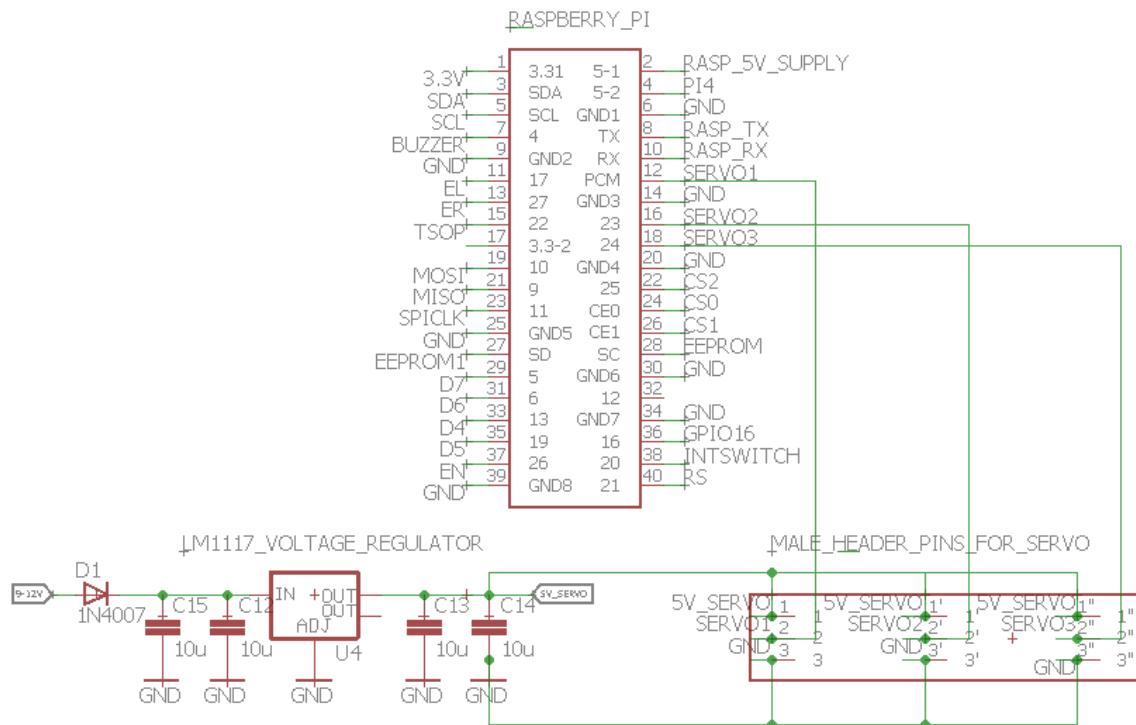 RASPBERRY_PI
1 3.31 5-1 2 RASP_5V_SUPPLY
3.3V 3 SDA 5-2 4 PI4
SDA 5 SCL GND1 6 GND
SCL 7 4 TX 8 RASP_TX
BUZZER 9 GND2 RX 10 RASP_RX
GND 11 17 PCM 12 SERVO1
EL 13 27 GND3 14 GND
ER 15 22 23 16 SERVO2
TSOP 17 3.3-2 24 18 SERVO3
19 10 GND4 20 GND
MOSI 21 9 25 22 CS2
MISO 23 11 CE0 24 CS0
SPICLK 25 GND5 CE1 26 CS1
GND 27 SD SC 28 EEPROM
EEPROM1 29 5 GND6 30 GND
D7 31 6 12 32
D6 33 13 GND7 34 GND
D4 35 19 16 36 GPIO16
D5 37 26 20 38 INTSWITCH
EN 39 GND8 21 40 RS
GND
LM1117_VOLTAGE_REGULATOR
MALE_HEADER_PINS_FOR_SERVO
D1
9-12V
1N4007
C15
10u
C12
10u
IN
+OUT
OUT
ADJ
U4
C13
10u
C14
10u
5V_SERVO
GND
GND
GND
GND
GND
5V_SERVO 1 1 5V_SERVO 1' 1' 5V_SERVO 1" 1"
SERVO1 2 2 SERVO2 2' 2' SERVO3 2" 2"
GND 3 3 GND 3' 3' GND 3" 3"